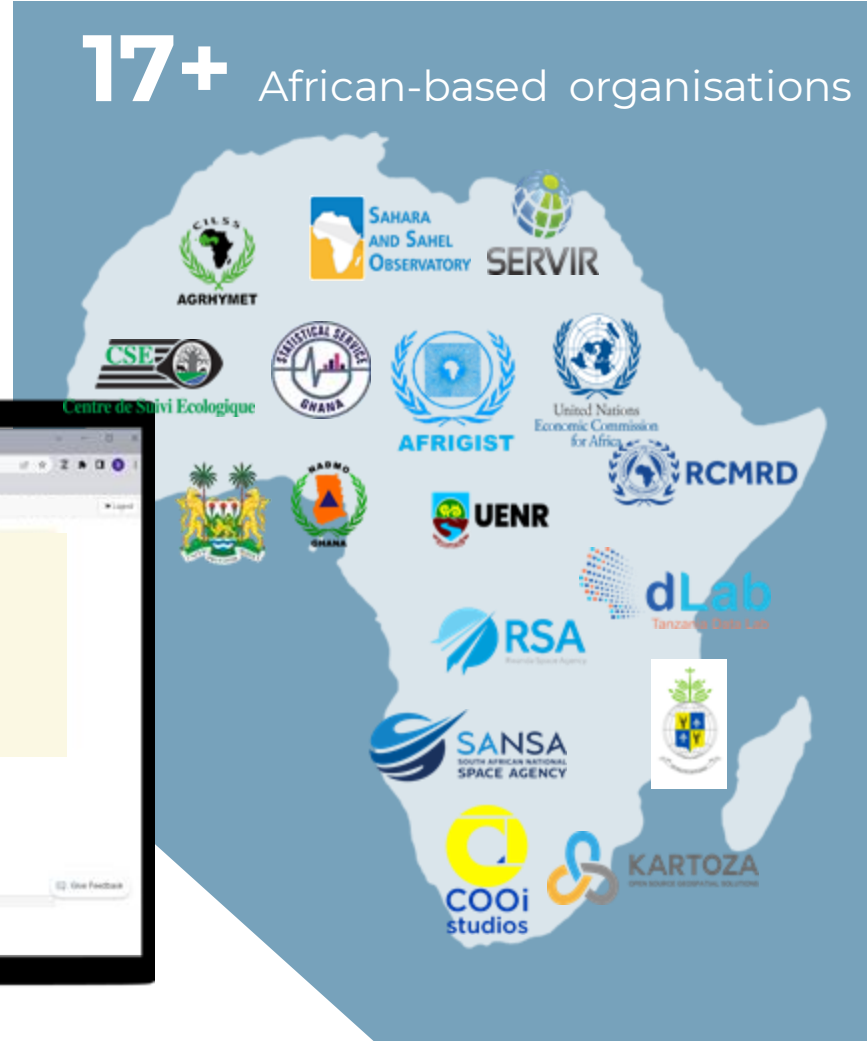 17+ African-based organisations
CILSS
AGRHYMET
SAHARA
AND SAHEL
OBSERVATORY
SERVIR
CSE
Centre de Suivi Ecologique
STATISTICAL SERVICE
GHANA
AFRIGIST
United Nations
Economic Commission
for Africa
RCMRD
NADMO
GHANA
UENR
dLab
Tanzania Data Lab
RSA
Rwanda Space Agency
SANSA
SOUTH AFRICAN NATIONAL
SPACE AGENCY
COOi
studios
KARTOZA
OPEN SOURCE GEOSPATIAL SOLUTIONS
Logout
Give Feedback